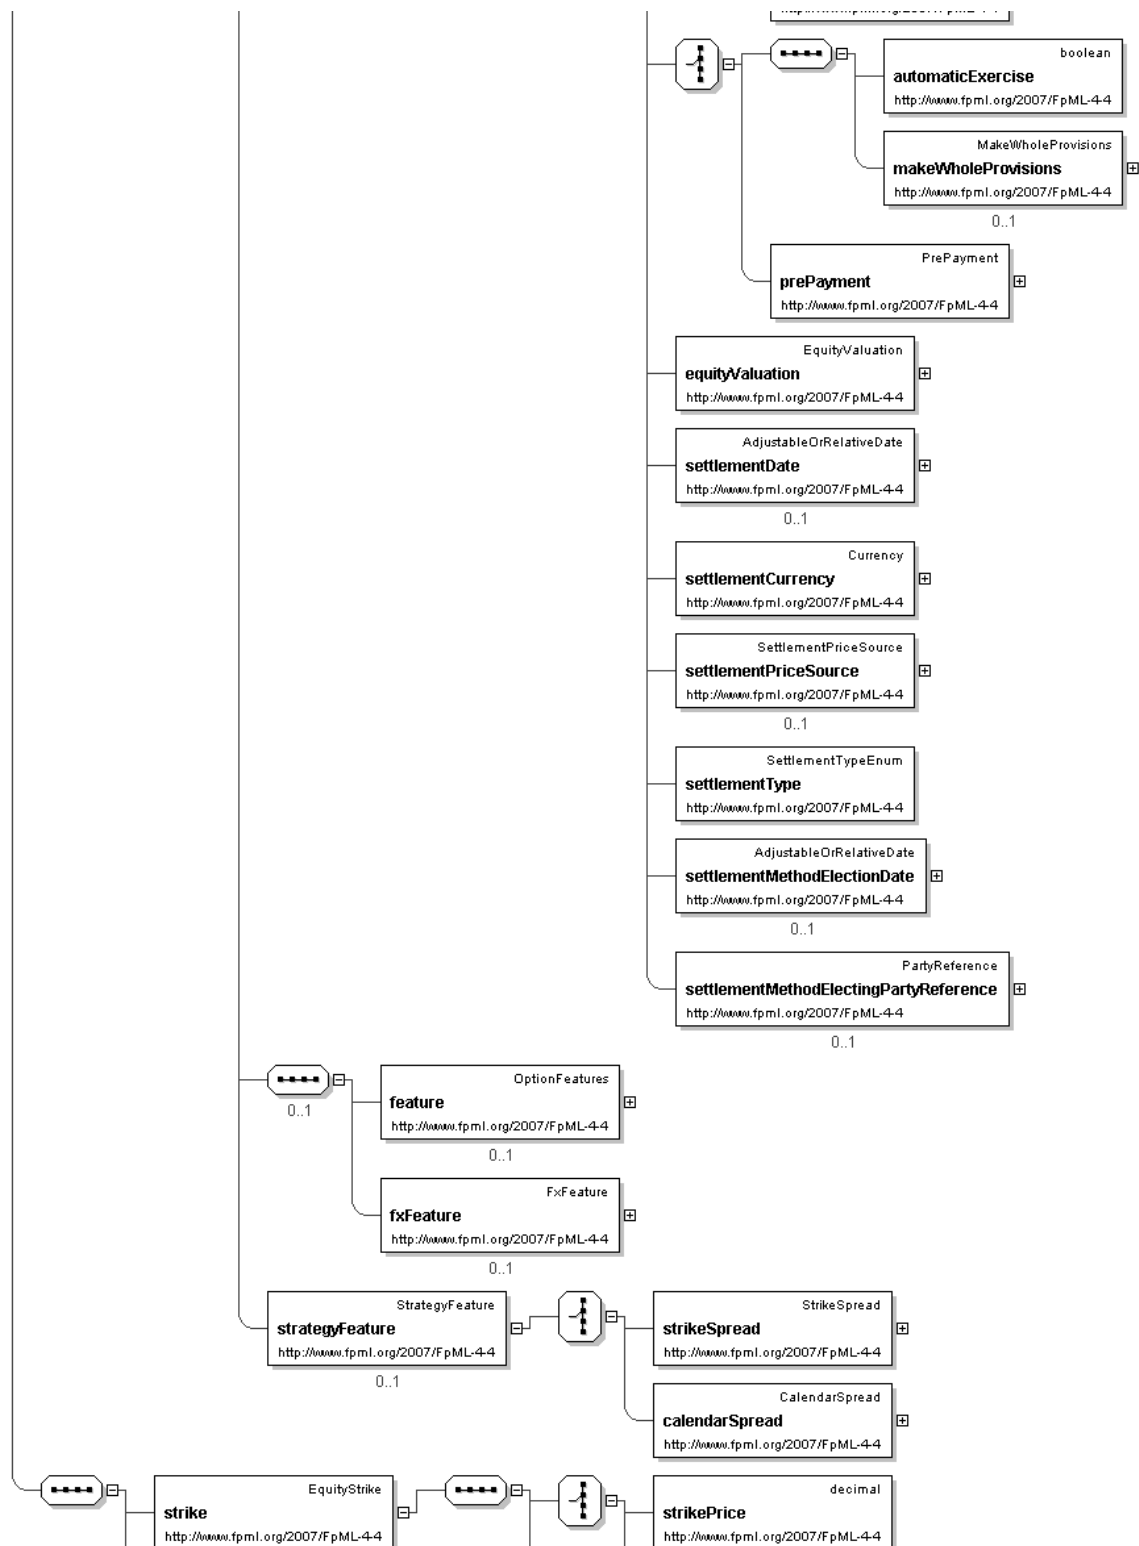 boolean
automaticExercise
http://www.fpml.org/2007/FpML-4-4
MakeWholeProvisions
makeWholeProvisions
http://www.fpml.org/2007/FpML-4-4
0..1
PrePayment
prePayment
http://www.fpml.org/2007/FpML-4-4
EquityValuation
equityValuation
http://www.fpml.org/2007/FpML-4-4
AdjustableOrRelativeDate
settlementDate
http://www.fpml.org/2007/FpML-4-4
0..1
Currency
settlementCurrency
http://www.fpml.org/2007/FpML-4-4
SettlementPriceSource
settlementPriceSource
http://www.fpml.org/2007/FpML-4-4
0..1
SettlementTypeEnum
settlementType
http://www.fpml.org/2007/FpML-4-4
AdjustableOrRelativeDate
settlementMethodElectionDate
http://www.fpml.org/2007/FpML-4-4
0..1
PartyReference
settlementMethodElectingPartyReference
http://www.fpml.org/2007/FpML-4-4
0..1
0..1
OptionFeatures
feature
http://www.fpml.org/2007/FpML-4-4
0..1
FxFeature
fxFeature
http://www.fpml.org/2007/FpML-4-4
0..1
StrategyFeature
strategyFeature
http://www.fpml.org/2007/FpML-4-4
0..1
StrikeSpread
strikeSpread
http://www.fpml.org/2007/FpML-4-4
CalendarSpread
calendarSpread
http://www.fpml.org/2007/FpML-4-4
EquityStrike
strike
http://www.fpml.org/2007/FpML-4-4
decimal
strikePrice
http://www.fpml.org/2007/FpML-4-4